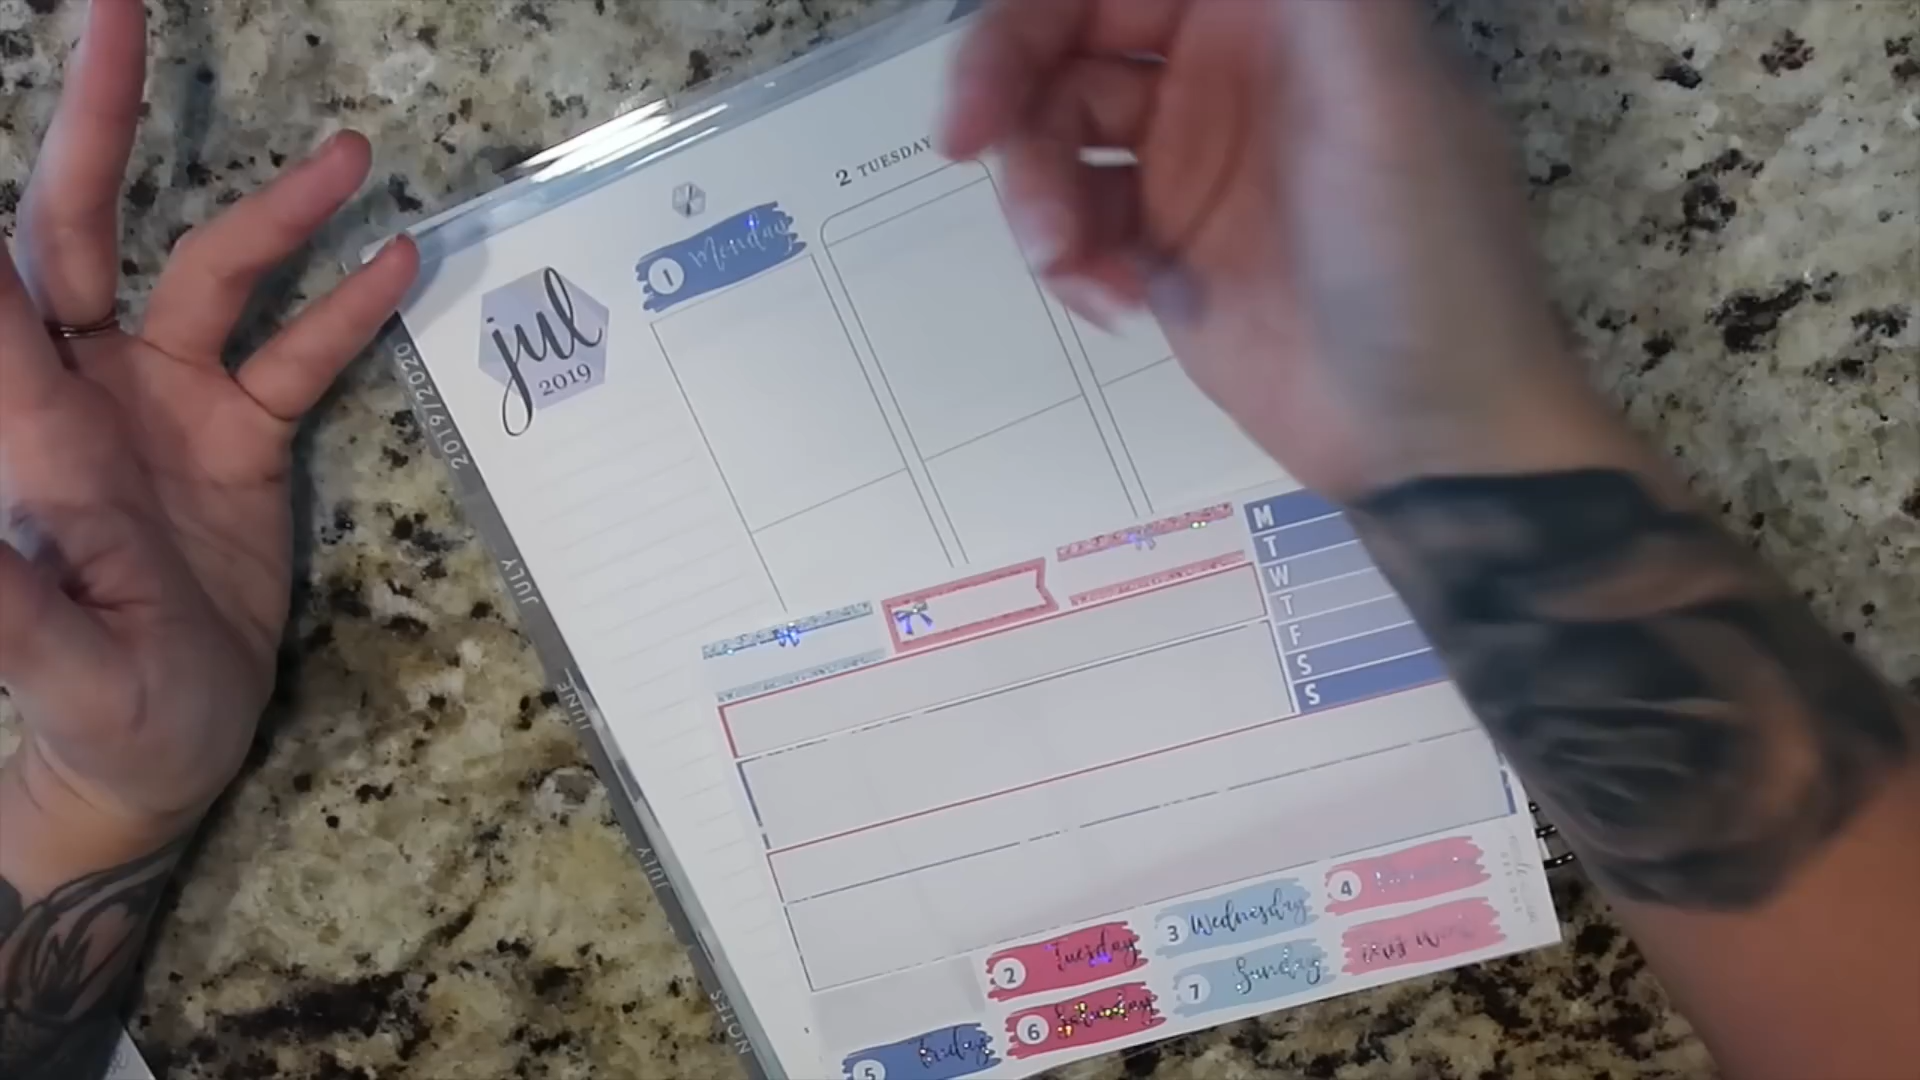 2 TUESDAY
1 Monday
jul
2019
2019/2020
JULY
JUNE
JULY
NOTES
M
T
W
T
F
S
S
2 Tuesday
3 Wednesday
4
5 Friday
6 Saturday
7 Sunday